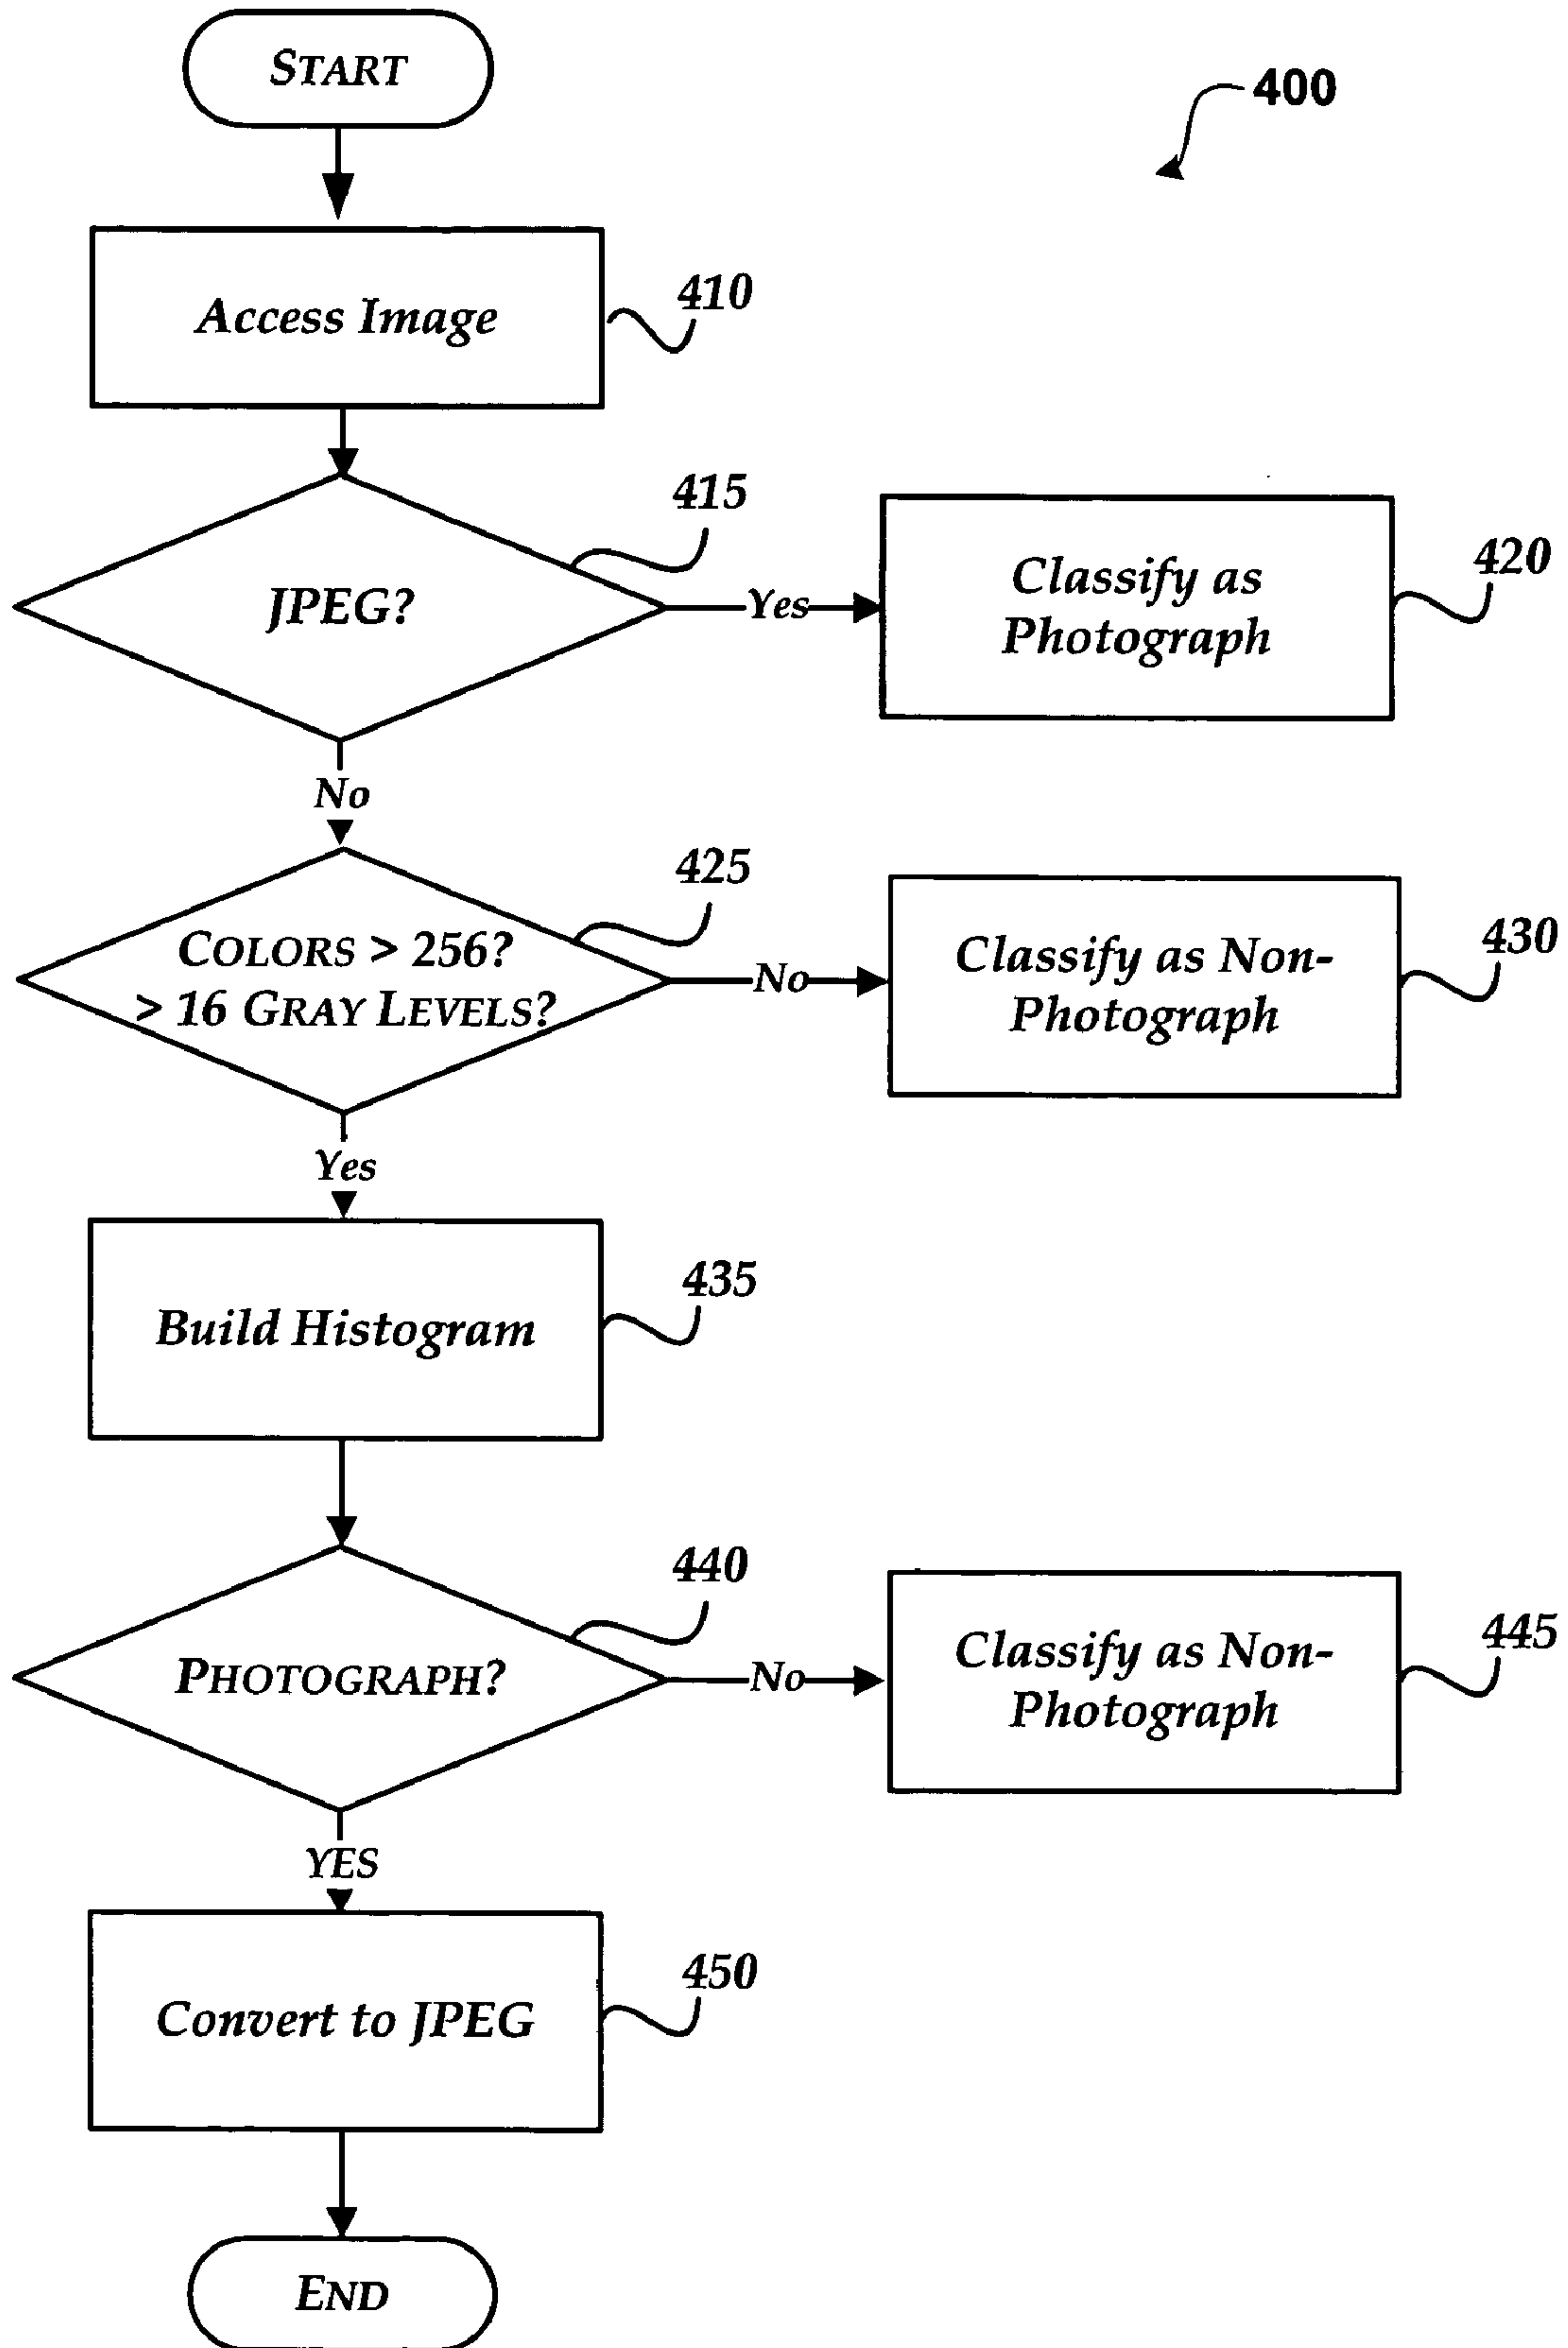 START
400
Access Image
410
JPEG?
415
Yes
Classify as
Photograph
420
No
COLORS > 256?
> 16 GRAY LEVELS?
425
No
Classify as Non-
Photograph
430
Yes
Build Histogram
435
PHOTOGRAPH?
440
No
Classify as Non-
Photograph
445
YES
Convert to JPEG
450
END